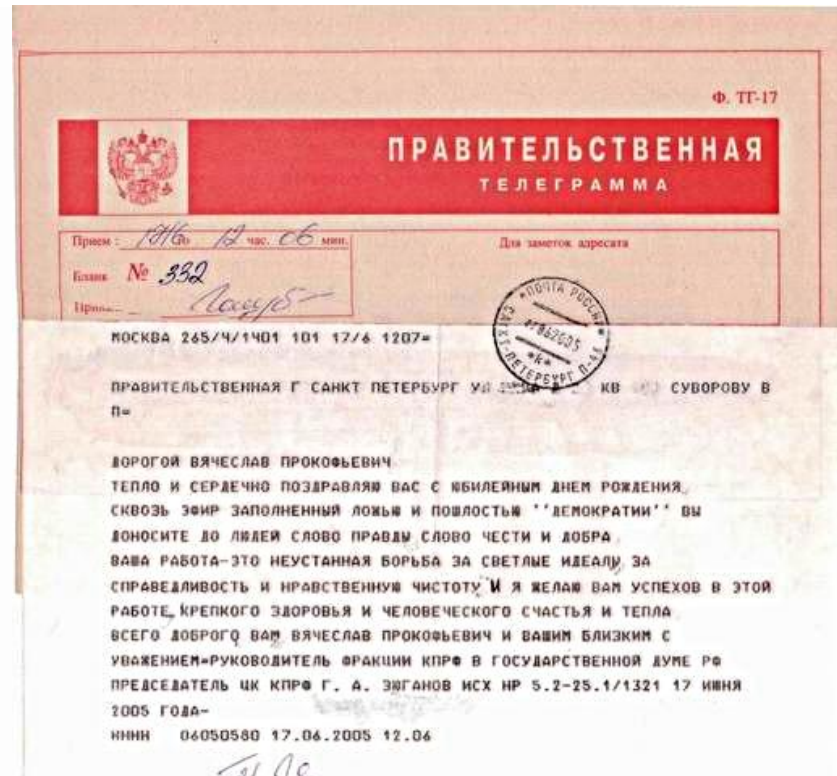 Ф. ТГ-17
ПРАВИТЕЛЬСТВЕННАЯ
ТЕЛЕГРАММА
Прием : го 12 час. 06 мин.
Для заметок адресата
Бланк № 332
ПОЧТА РОССИИ
САНКТ-ПЕТЕРБУРГ
МОСКВА 265/4/1401 101 17/6 1207=
ПРАВИТЕЛЬСТВЕННАЯ Г САНКТ ПЕТЕРБУРГ УЛ КВ СУВОРОВУ В
П=
ДОРОГОЙ ВЯЧЕСЛАВ ПРОКОФЬЕВИЧ
ТЕПЛО И СЕРДЕЧНО ПОЗДРАВЛЯЮ ВАС С ЮБИЛЕЙНЫМ ДНЕМ РОЖДЕНИЯ
СКВОЗЬ ЭФИР ЗАПОЛНЕННЫЙ ЛОЖЬЮ И ПОШЛОСТЬЮ ''ДЕМОКРАТИИ'' ВЫ
ДОНОСИТЕ ДО ЛЮДЕЙ СЛОВО ПРАВДЫ СЛОВО ЧЕСТИ И ДОБРА
ВАША РАБОТА-ЭТО НЕУСТАННАЯ БОРЬБА ЗА СВЕТЛЫЕ ИДЕАЛЫ, ЗА
СПРАВЕДЛИВОСТЬ И НРАВСТВЕННУЮ ЧИСТОТУ И Я ЖЕЛАЮ ВАМ УСПЕХОВ В ЭТОЙ
РАБОТЕ, КРЕПКОГО ЗДОРОВЬЯ И ЧЕЛОВЕЧЕСКОГО СЧАСТЬЯ И ТЕПЛА
ВСЕГО ДОБРОГО ВАМ ВЯЧЕСЛАВ ПРОКОФЬЕВИЧ И ВАШИМ БЛИЗКИМ С
УВАЖЕНИЕМ=РУКОВОДИТЕЛЬ ФРАКЦИИ КПРФ В ГОСУДАРСТВЕННОЙ ДУМЕ РФ
ПРЕДСЕДАТЕЛЬ ЦК КПРФ Г. А. ЗЮГАНОВ ИСХ НР 5.2-25.1/1321 17 ИЮНЯ
2005 ГОДА-
НННН 06050580 17.06.2005 12.06